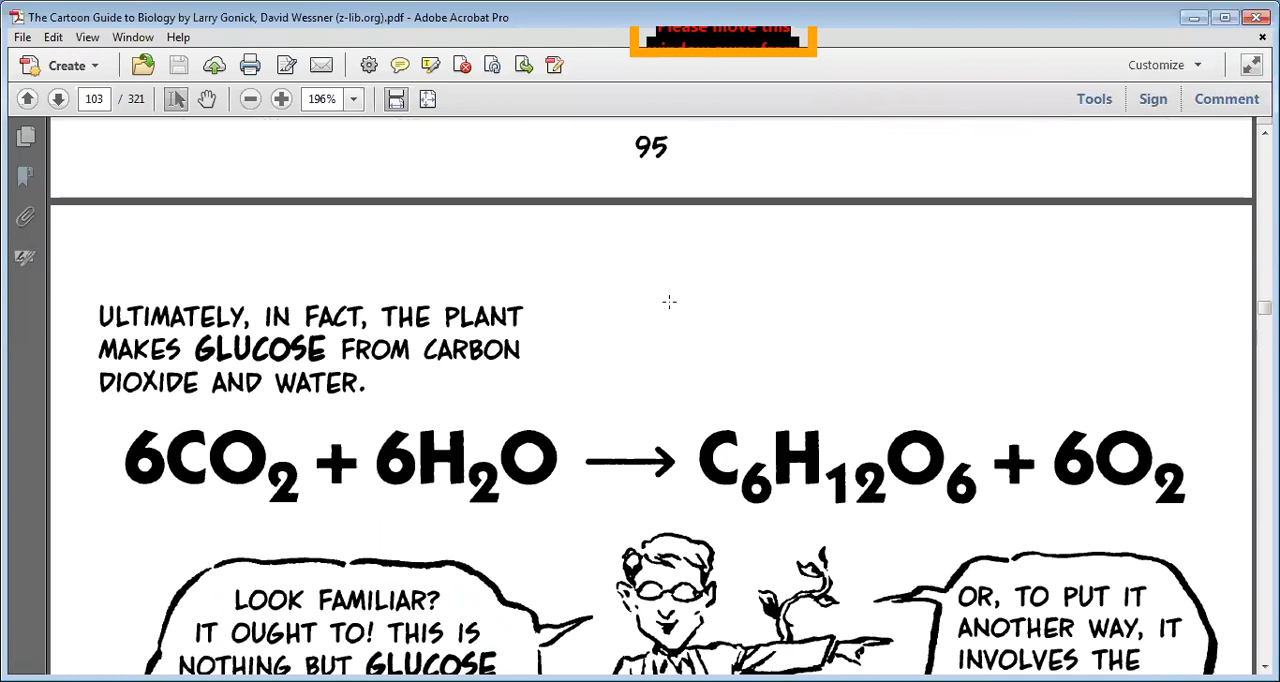 The Cartoon Guide to Biology by Larry Gonick, David Wessner (z-lib.org).pdf - Adobe Acrobat Pro
File Edit View Window Help
Please move this
Create
Customize
103 / 321
196%
Tools Sign Comment
95
ULTIMATELY, IN FACT, THE PLANT
MAKES GLUCOSE FROM CARBON
DIOXIDE AND WATER.
6CO₂ + 6H₂O → C₆H₁₂O₆ + 6O₂
LOOK FAMILIAR?
IT OUGHT TO! THIS IS
NOTHING BUT GLUCOSE
OR, TO PUT IT
ANOTHER WAY, IT
INVOLVES THE